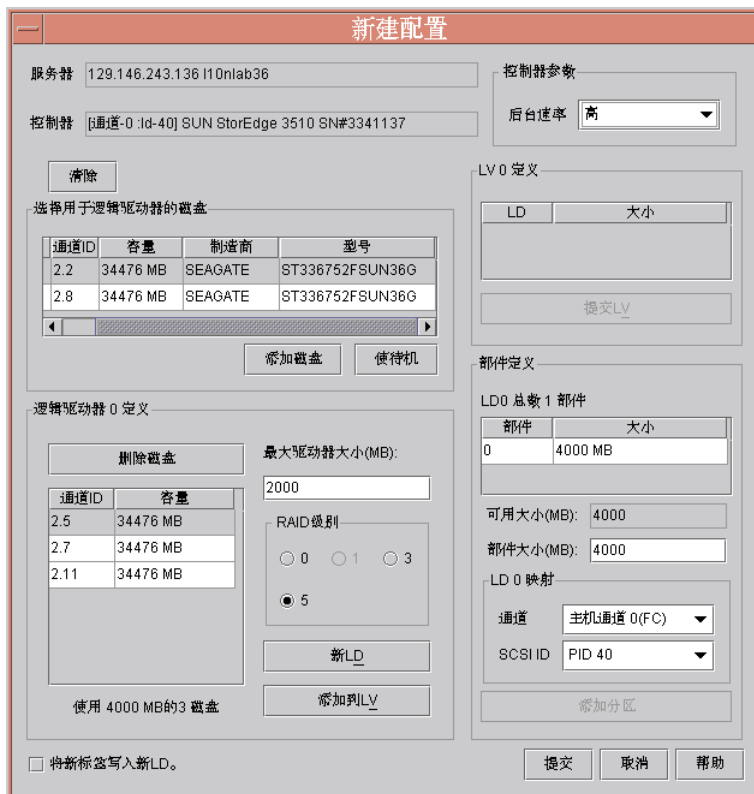 新建配置
服务器 129.146.243.136 l10nlab36
控制器 [通道-0 :Id-40] SUN StorEdge 3510 SN#3341137
控制器参数
后台速率 高
清除
选择用于逻辑驱动器的磁盘
通道ID 容量 制造商 型号
2.2 34476 MB SEAGATE ST336752FSUN36G
2.8 34476 MB SEAGATE ST336752FSUN36G
添加磁盘 使待机
逻辑驱动器 0 定义
删除磁盘
通道ID 容量
2.5 34476 MB
2.7 34476 MB
2.11 34476 MB
使用 4000 MB的3 磁盘
最大驱动器大小(MB):
2000
RAID级别
0 1 3
5
新LD
添加到LV
LV 0 定义
LD 大小
提交LV
部件定义
LD0 总数 1 部件
部件 大小
0 4000 MB
可用大小(MB): 4000
部件大小(MB): 4000
LD 0 映射
通道 主机通道 0(FC)
SCSI ID PID 40
添加分区
将新标签写入新LD。
提交 取消 帮助